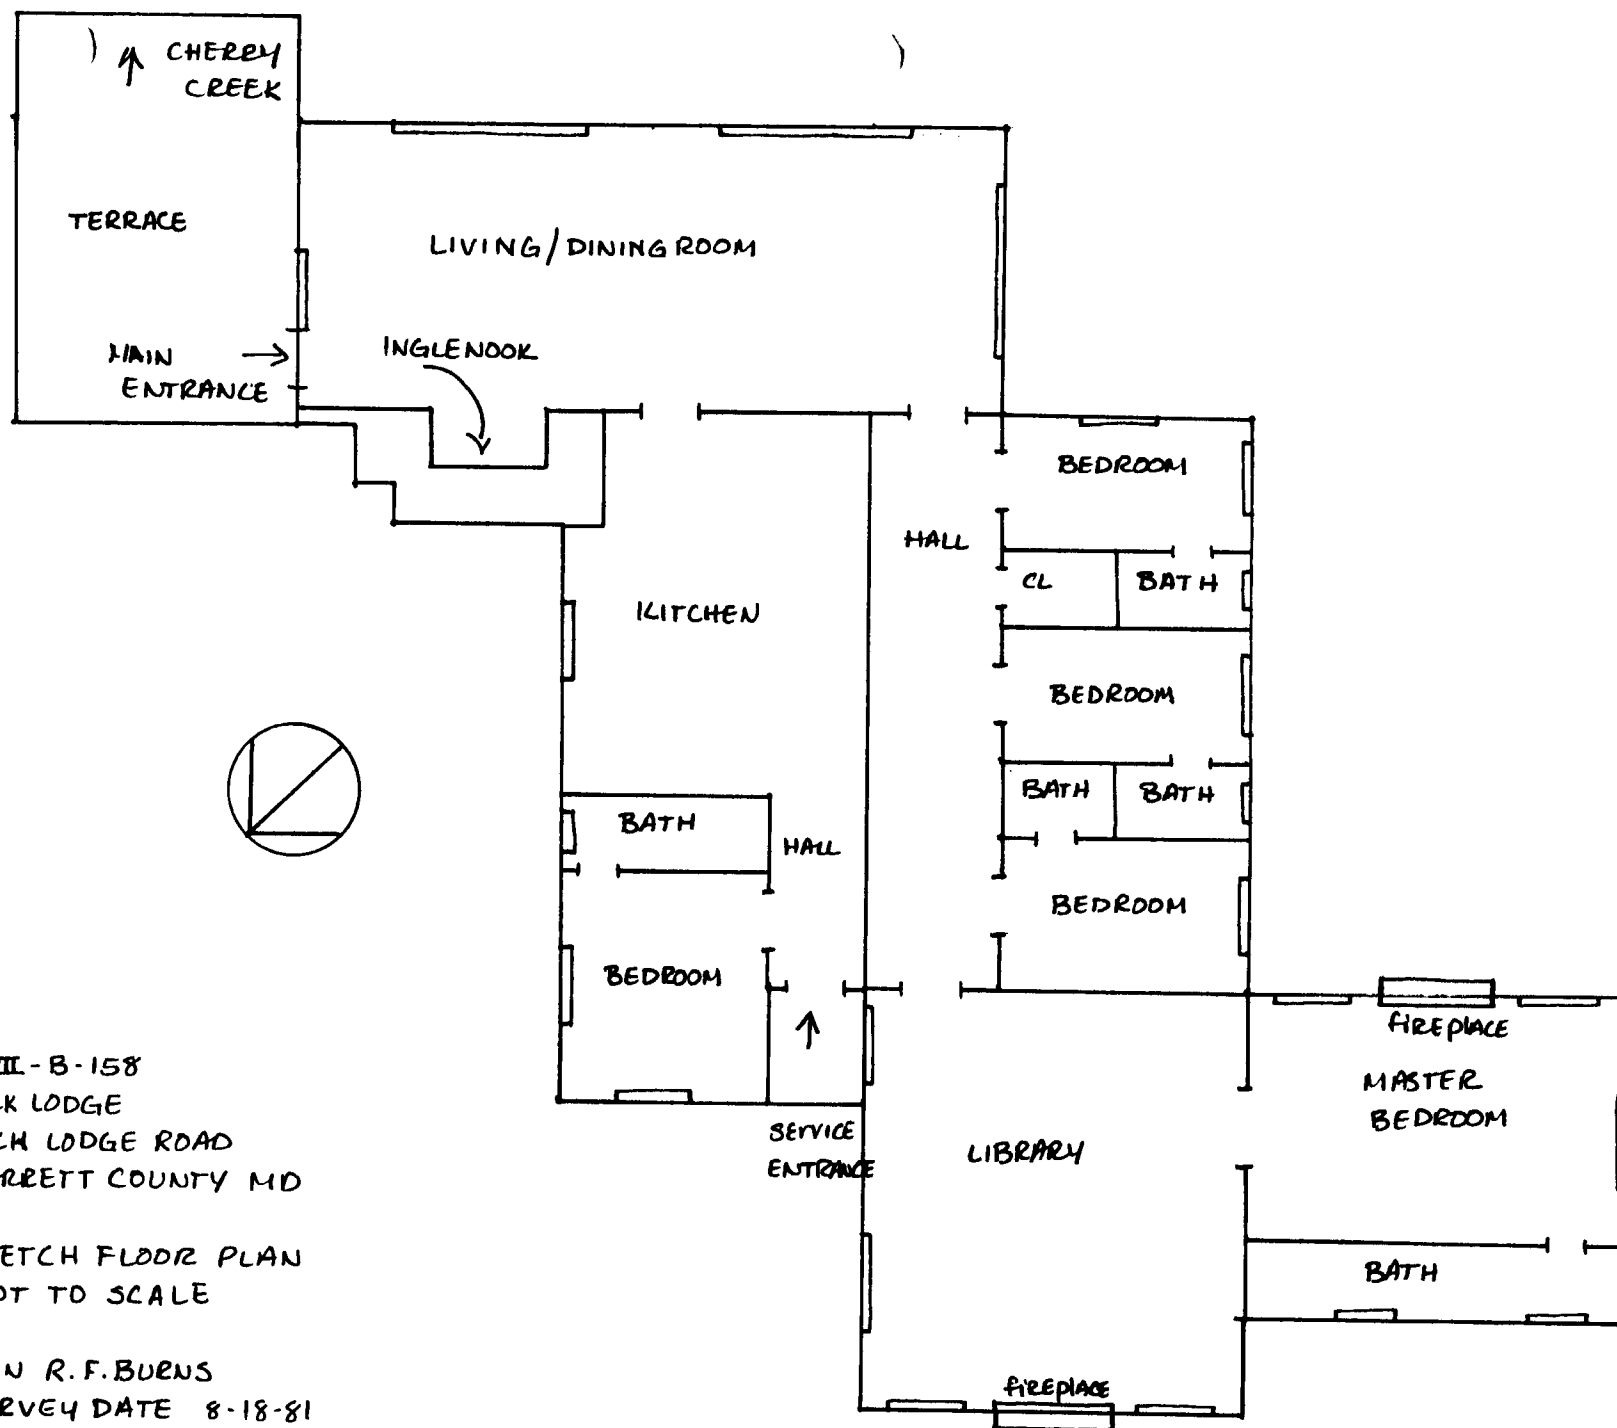 CHERRY
CREEK
TERRACE
LIVING/DINING ROOM
MAIN
ENTRANCE
INGLENOOK
BEDROOM
HALL
CL
BATH
KITCHEN
BEDROOM
BATH
BATH
BATH
HALL
BEDROOM
BEDROOM
fiREplACE
MASTER
BEDROOM
SERVICE
ENTRANCE
LIBRARY
BATH
fiREplACE
II-B-158
LODGE
LODGE ROAD
COUNTY MD
FLOOR PLAN
TO SCALE
R.F. BURNS
DATE 8-18-81